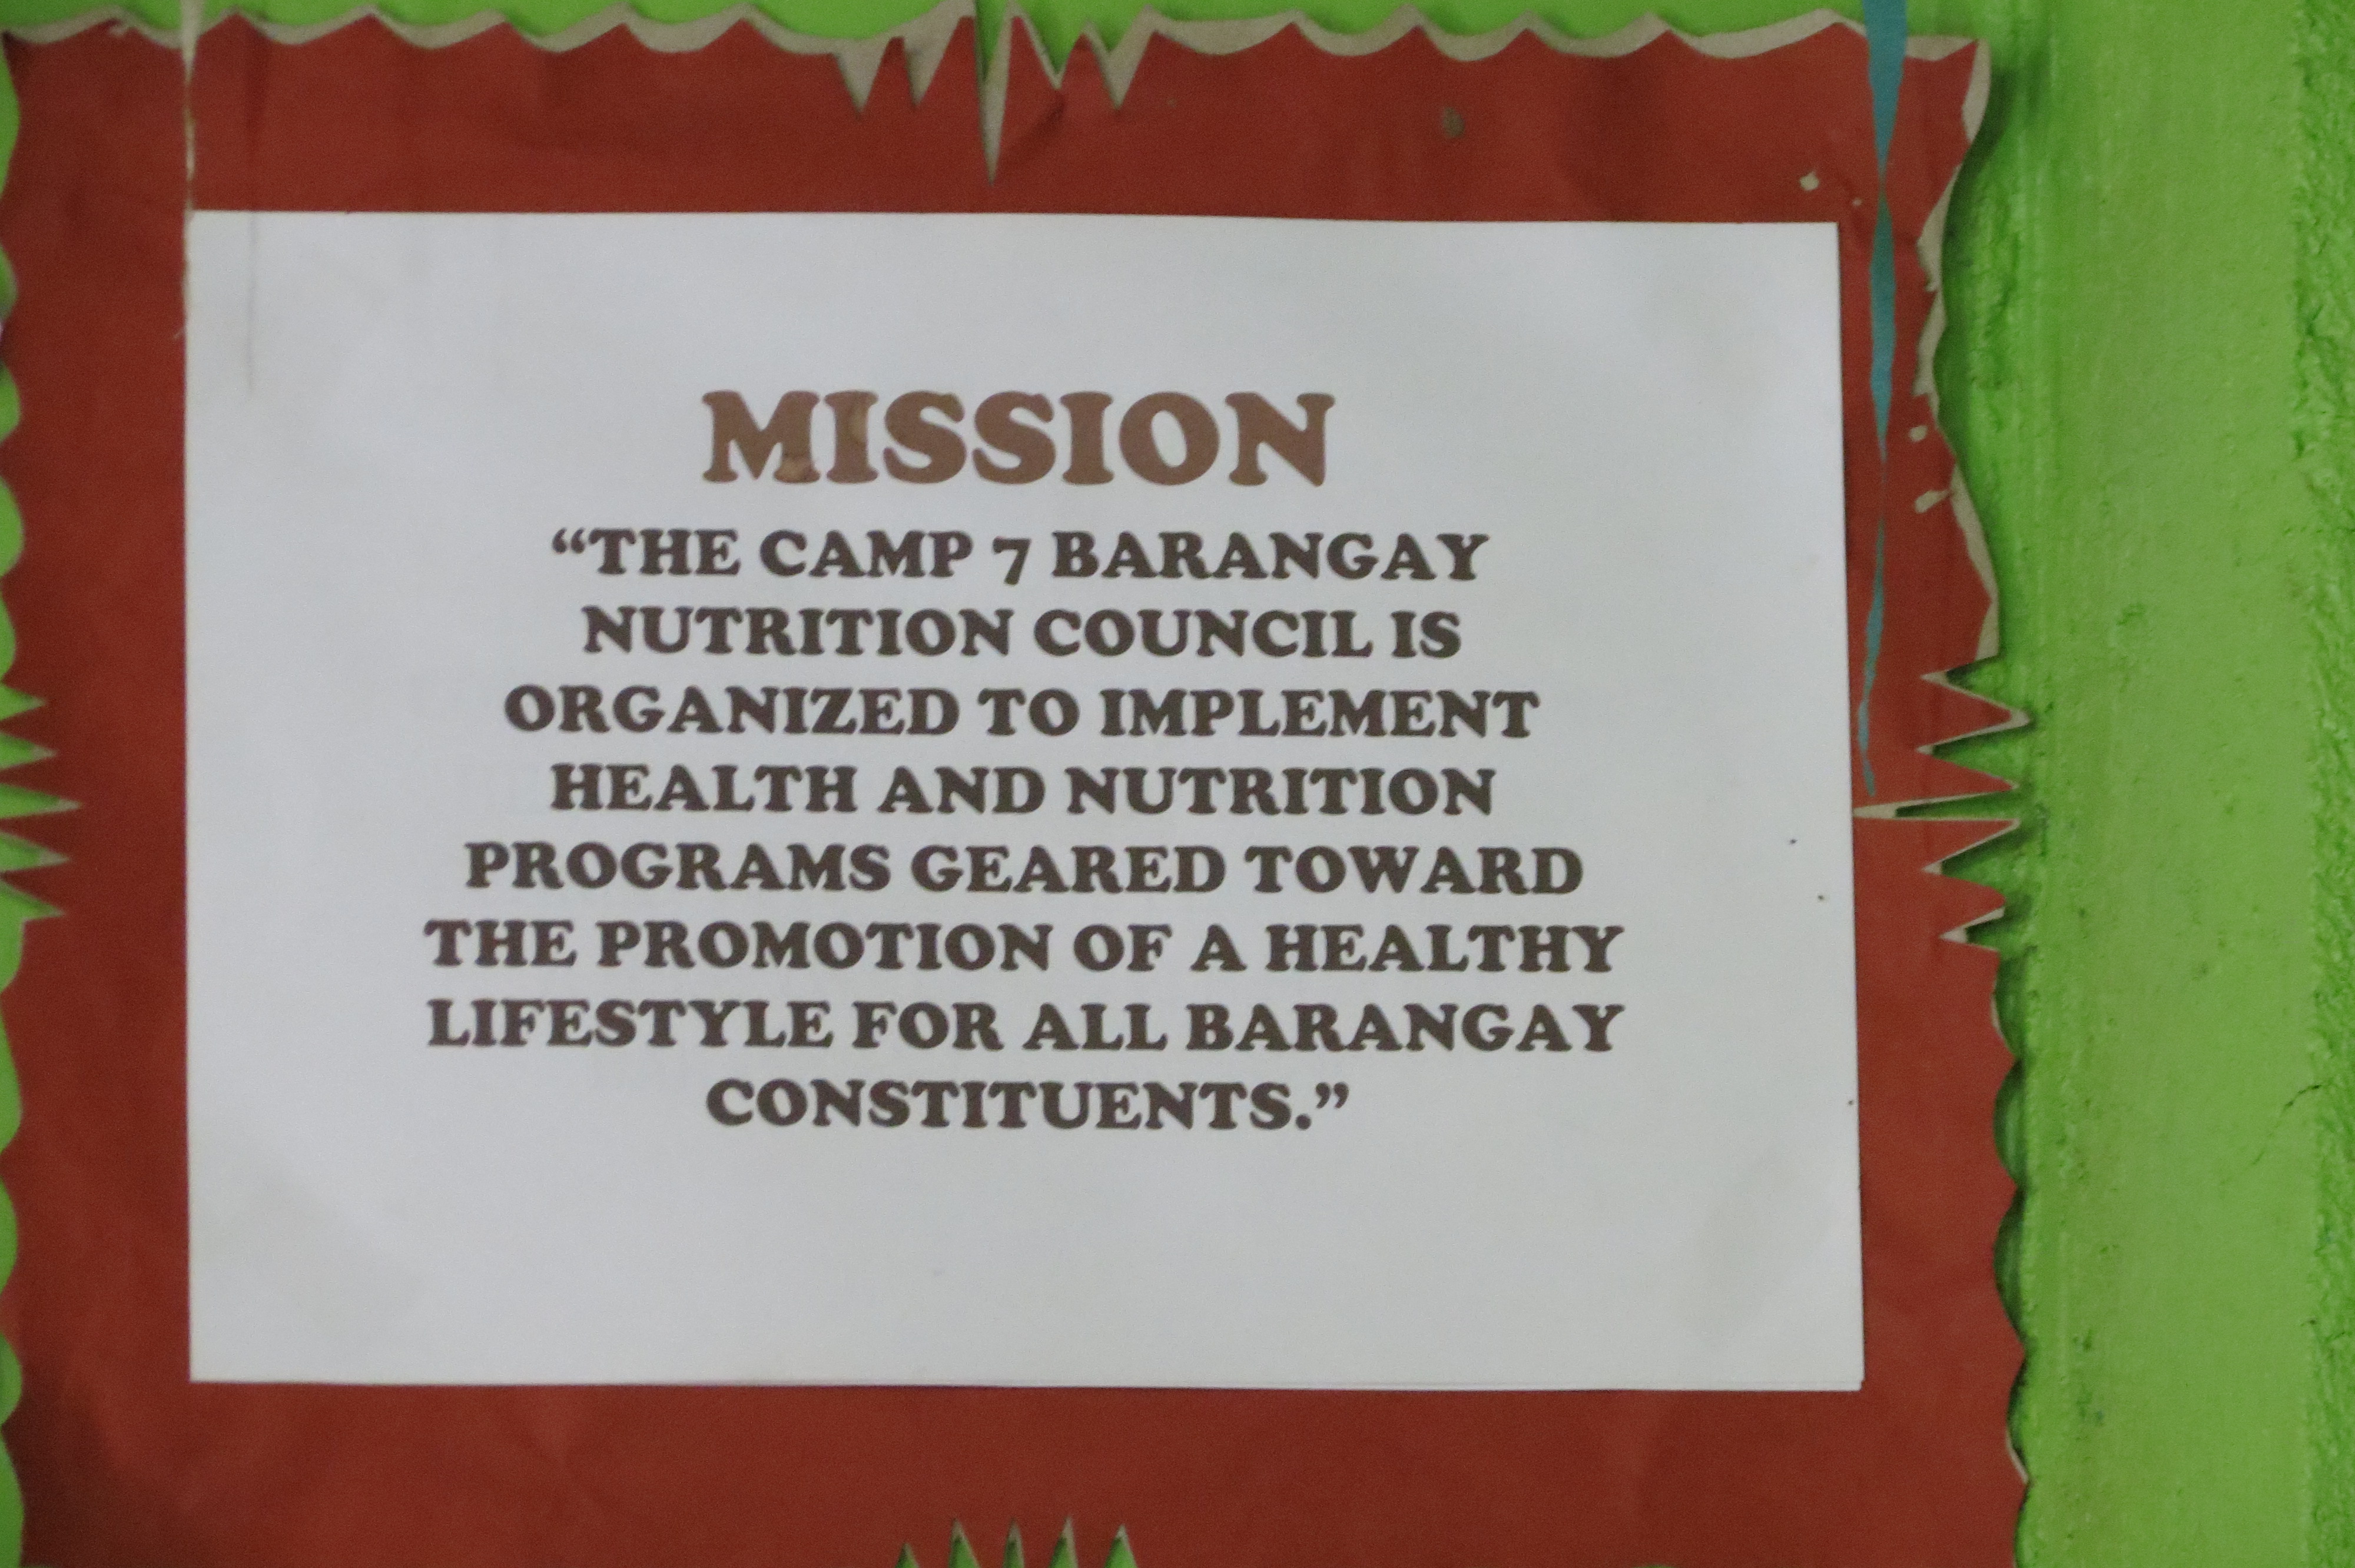 MISSION
“THE CAMP 7 BARANGAY
NUTRITION COUNCIL IS
ORGANIZED TO IMPLEMENT
HEALTH AND NUTRITION
PROGRAMS GEARED TOWARD
THE PROMOTION OF A HEALTHY
LIFESTYLE FOR ALL BARANGAY
CONSTITUENTS.”